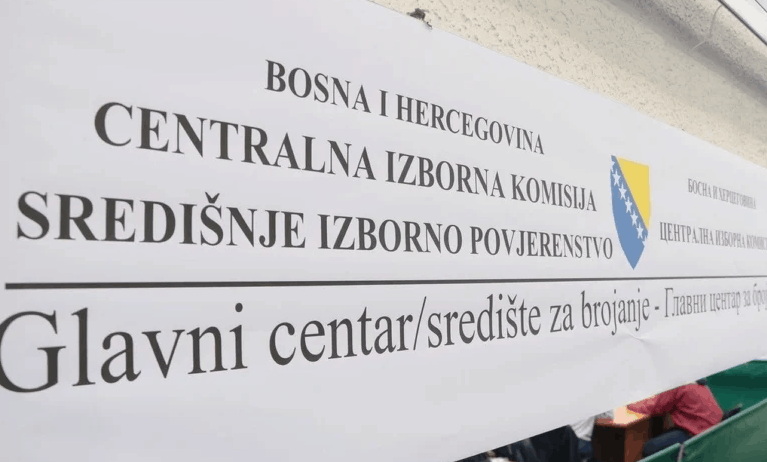 BOSNA I HERCEGOVINA
CENTRALNA IZBORNA KOMISIJA
SREDIŠNJE IZBORNO POVJERENSTVO
БОСНА И ХЕРЦЕГОВИНА
ЦЕНТРАЛНА ИЗБОРНА
Glavni centar/središte za brojanje - Главни центар за